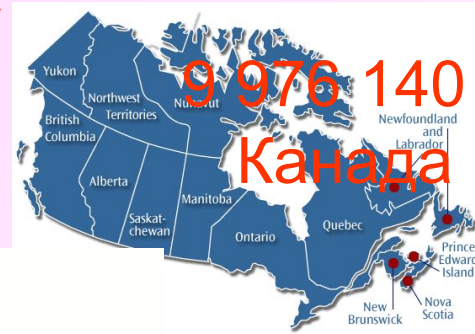 9 976 140
Канада
Yukon
Northwest
Territories
Nunavut
British
Columbia
Alberta
Saskat-
chewan
Manitoba
Ontario
Quebec
Newfoundland
and
Labrador
Prince
Edward
Island
Nova
Scotia
New
Brunswick